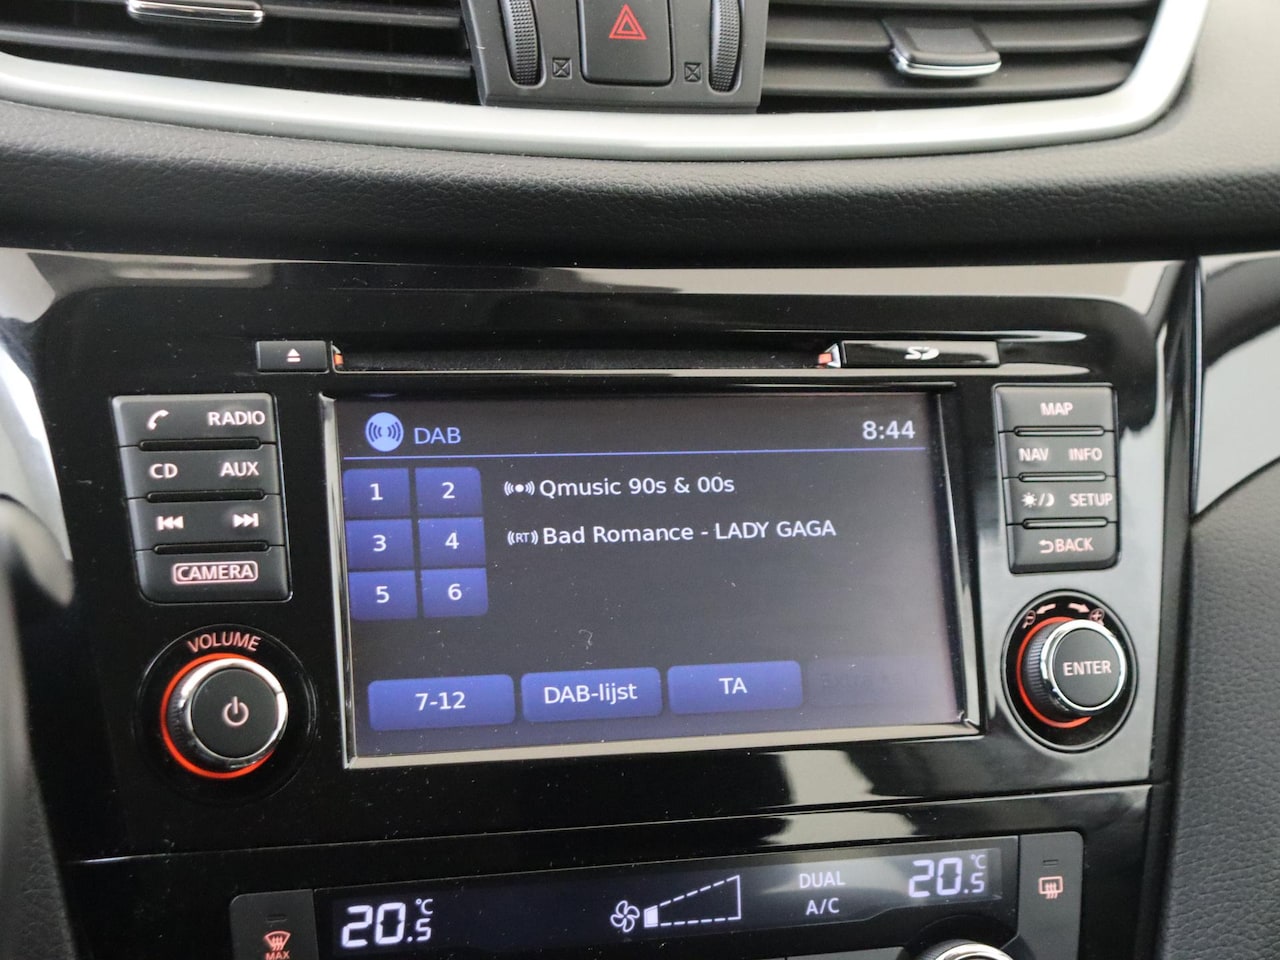 SD
RADIO
CD AUX
CAMERA
VOLUME
DAB 8:44
1 2
3 4
5 6
Qmusic 90s & 00s
(RT) Bad Romance - LADY GAGA
7-12 DAB-lijst TA
MAP
NAV INFO
SETUP
BACK
ENTER
20.5 °C
DUAL
A/C
20.5 °C
MAX